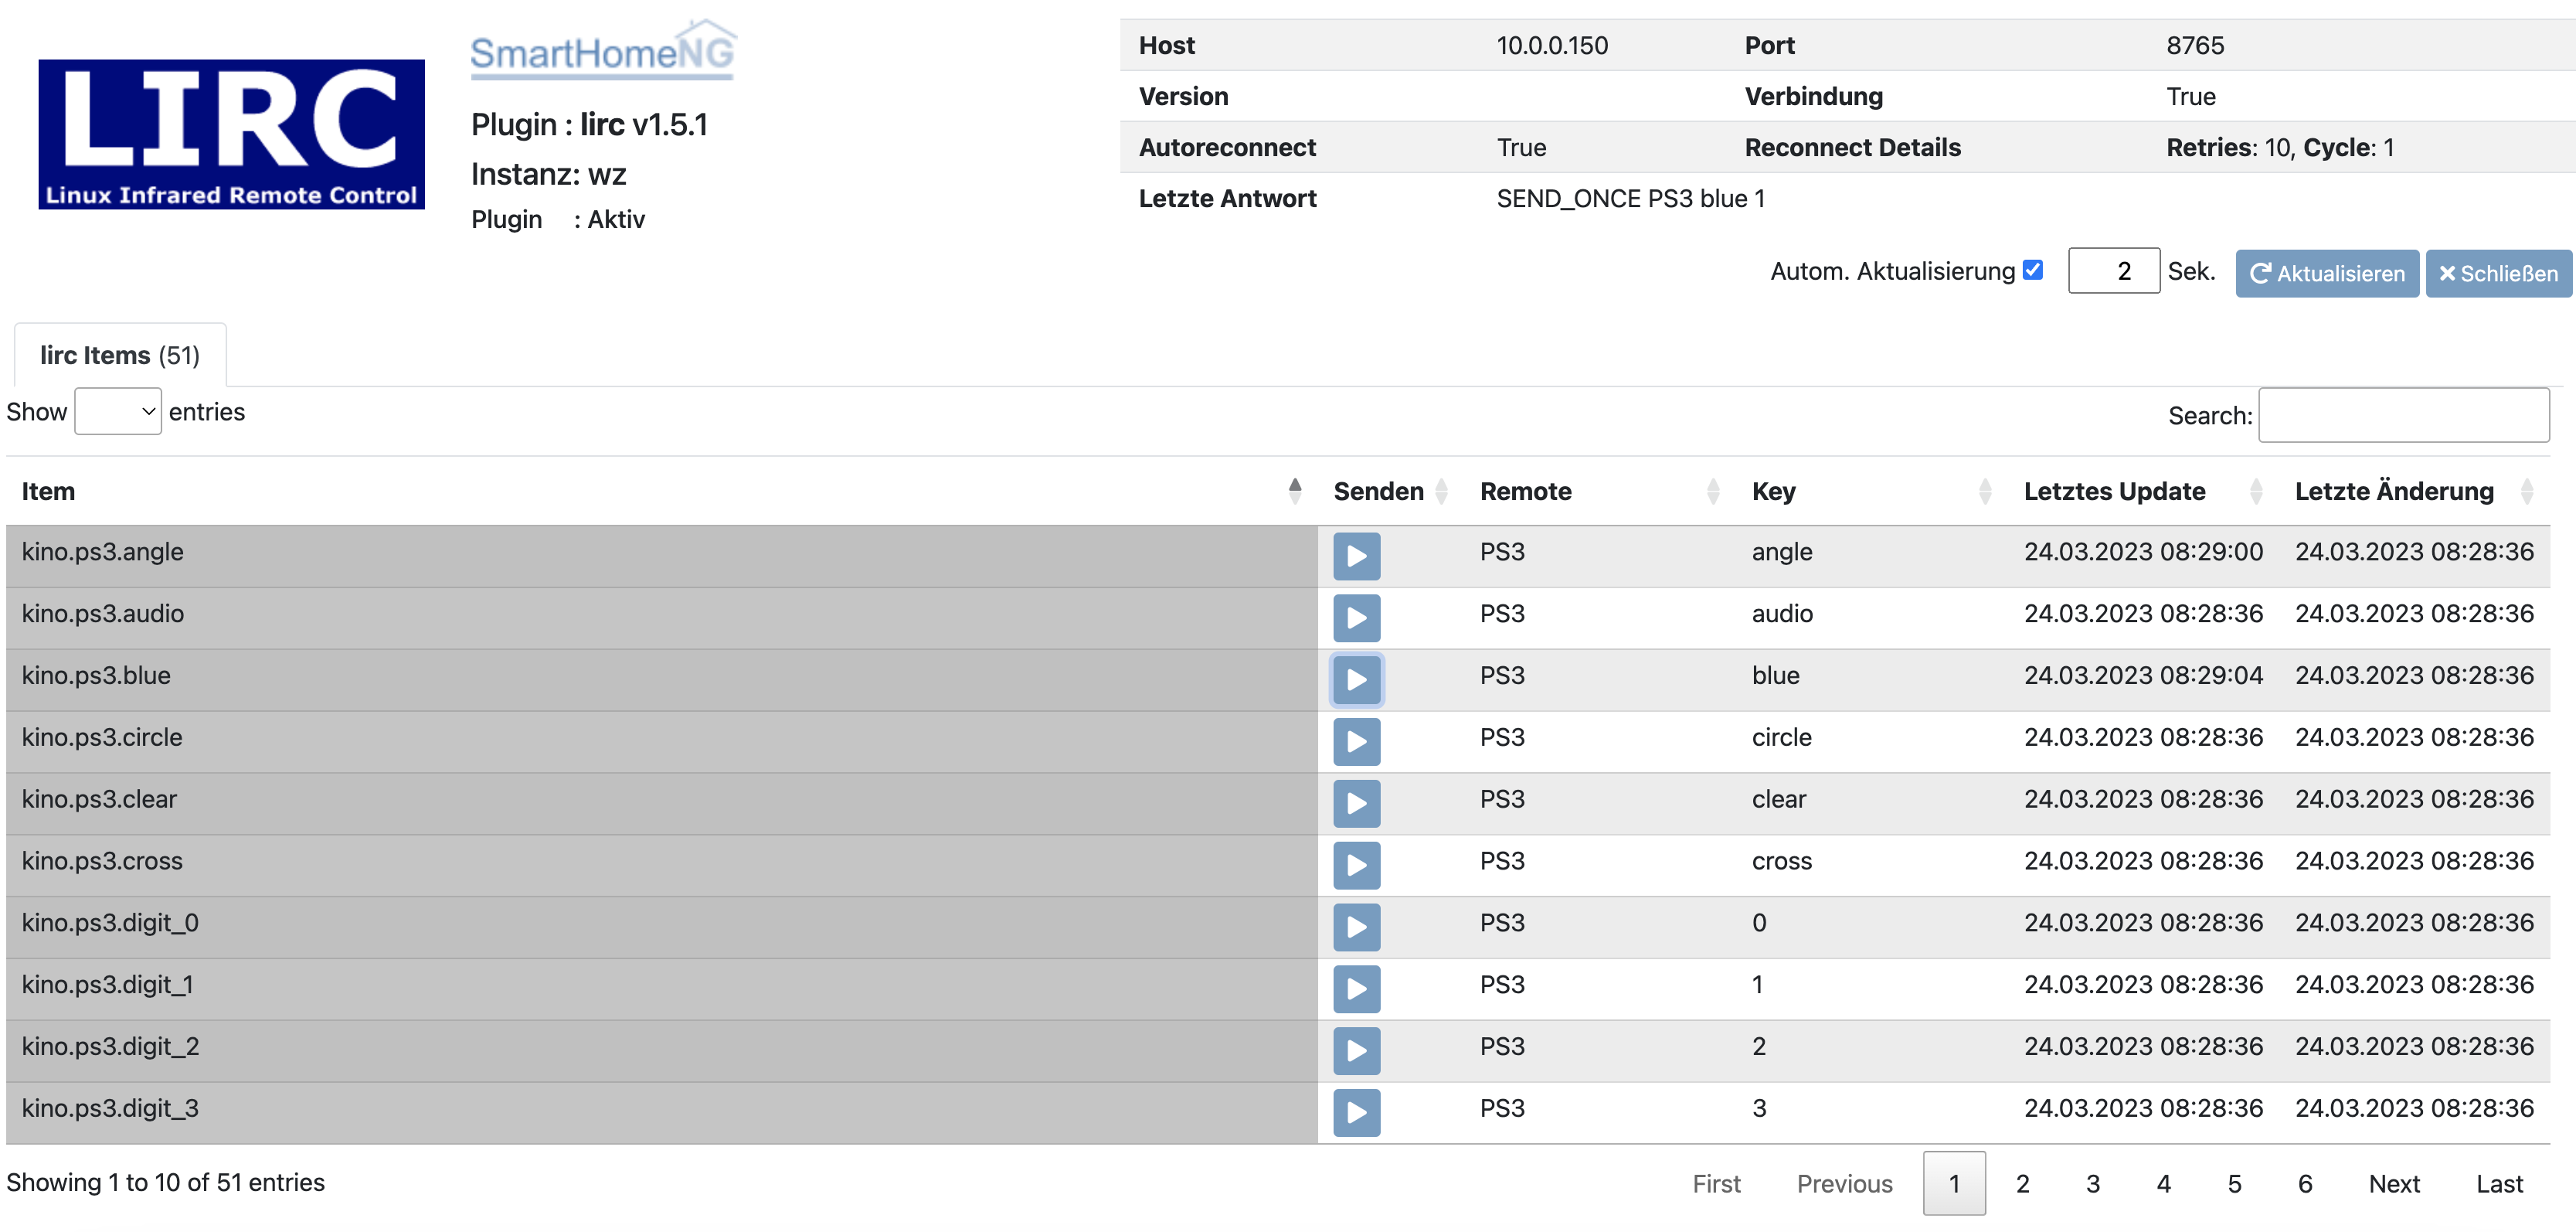 LIRC
Linux Infrared Remote Control
SmartHomeNG
Plugin : lirc v1.5.1
Instanz: wz
Plugin : Aktiv
Host 10.0.0.150 Port 8765
Version Verbindung True
Autoreconnect True Reconnect Details Retries: 10, Cycle: 1
Letzte Antwort SEND_ONCE PS3 blue 1
Autom. Aktualisierung 2 Sek. Aktualisieren Schließen
lirc Items (51)
Show entries Search:
Item Senden Remote Key Letztes Update Letzte Änderung
kino.ps3.angle PS3 angle 24.03.2023 08:29:00 24.03.2023 08:28:36
kino.ps3.audio PS3 audio 24.03.2023 08:28:36 24.03.2023 08:28:36
kino.ps3.blue PS3 blue 24.03.2023 08:29:04 24.03.2023 08:28:36
kino.ps3.circle PS3 circle 24.03.2023 08:28:36 24.03.2023 08:28:36
kino.ps3.clear PS3 clear 24.03.2023 08:28:36 24.03.2023 08:28:36
kino.ps3.cross PS3 cross 24.03.2023 08:28:36 24.03.2023 08:28:36
kino.ps3.digit_0 PS3 0 24.03.2023 08:28:36 24.03.2023 08:28:36
kino.ps3.digit_1 PS3 1 24.03.2023 08:28:36 24.03.2023 08:28:36
kino.ps3.digit_2 PS3 2 24.03.2023 08:28:36 24.03.2023 08:28:36
kino.ps3.digit_3 PS3 3 24.03.2023 08:28:36 24.03.2023 08:28:36
Showing 1 to 10 of 51 entries First Previous 1 2 3 4 5 6 Next Last